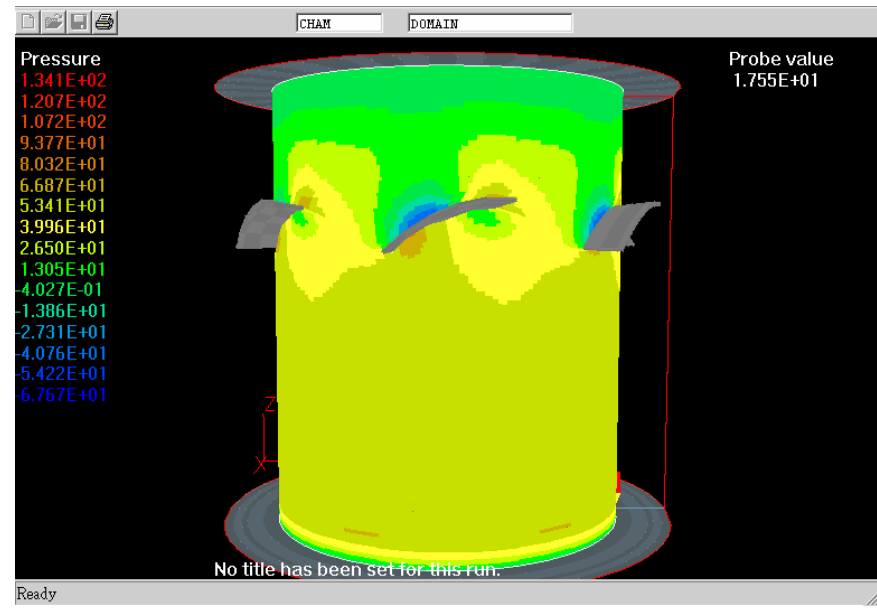 CHAM DOMAIN
Pressure
1.341E+02
1.207E+02
1.072E+02
9.377E+01
8.032E+01
6.687E+01
5.341E+01
3.996E+01
2.650E+01
1.305E+01
-4.027E-01
-1.386E+01
-2.731E+01
-4.076E+01
-5.422E+01
-6.767E+01
Probe value
1.755E+01
Z
X
No title has been set for this run.
Ready